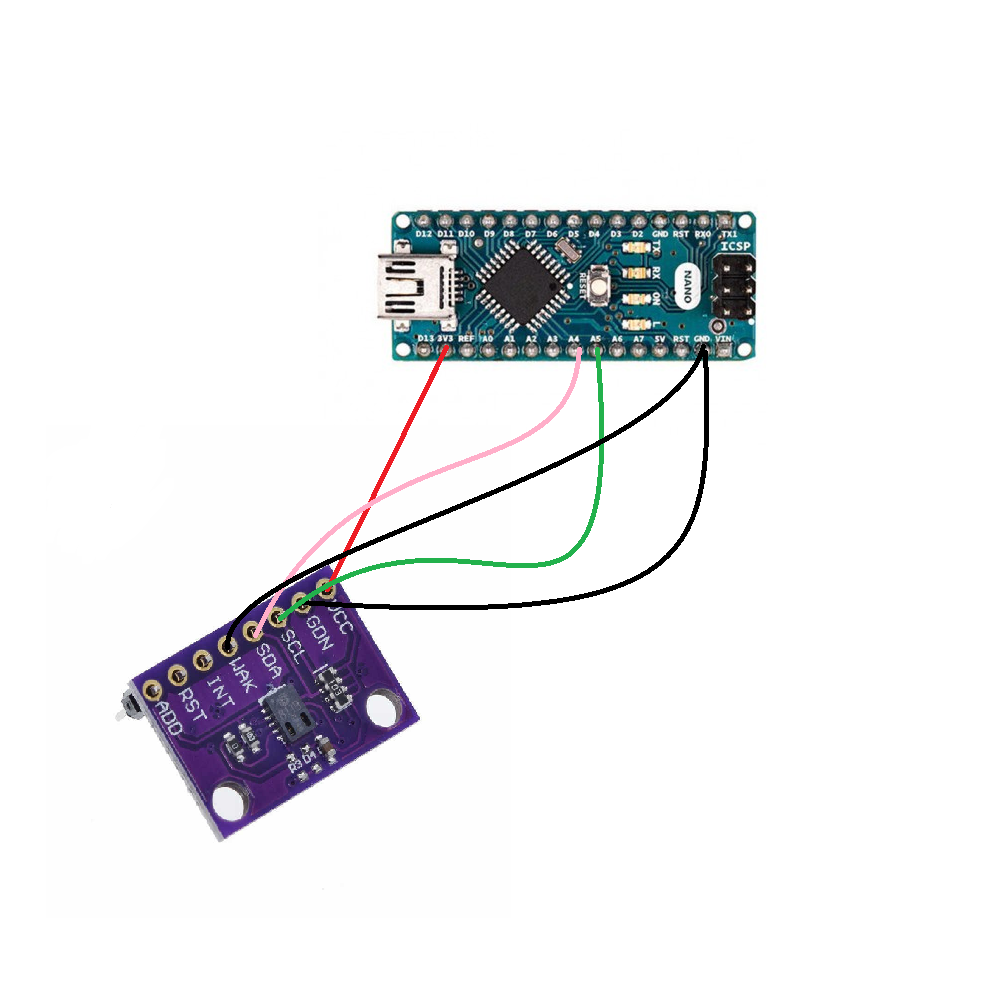 D12 D11 D10 D9 D8 D7 D6 D5 D4 D3 D2 GND RST RX0 TX1
ICSP
TX
RX
ON
L
RESET
NANO
D13 3V3 REF A0 A1 A2 A3 A4 A5 A6 A7 5V RST GND VIN
VCC
GDN
SCL
SDA
WAK
INT
RST
ADD